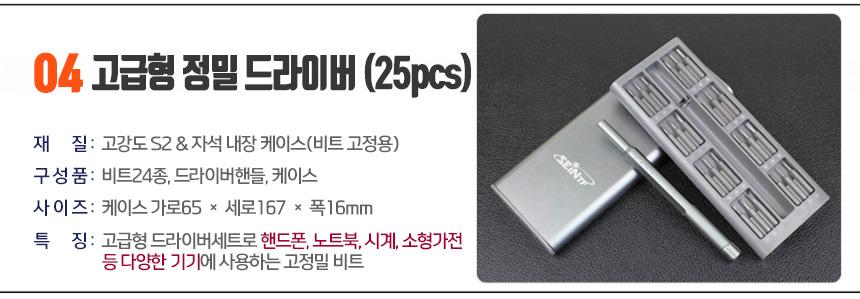 04 고급형 정밀 드라이버 (25pcs)
재 질: 고강도 S2 & 자석 내장 케이스(비트 고정용)
구성품: 비트24종, 드라이버핸들, 케이스
사이즈: 케이스 가로65 × 세로167 × 폭16mm
특 징: 고급형 드라이버세트로 핸드폰, 노트북, 시계, 소형가전
등 다양한 기기에 사용하는 고정밀 비트
SEIN TF